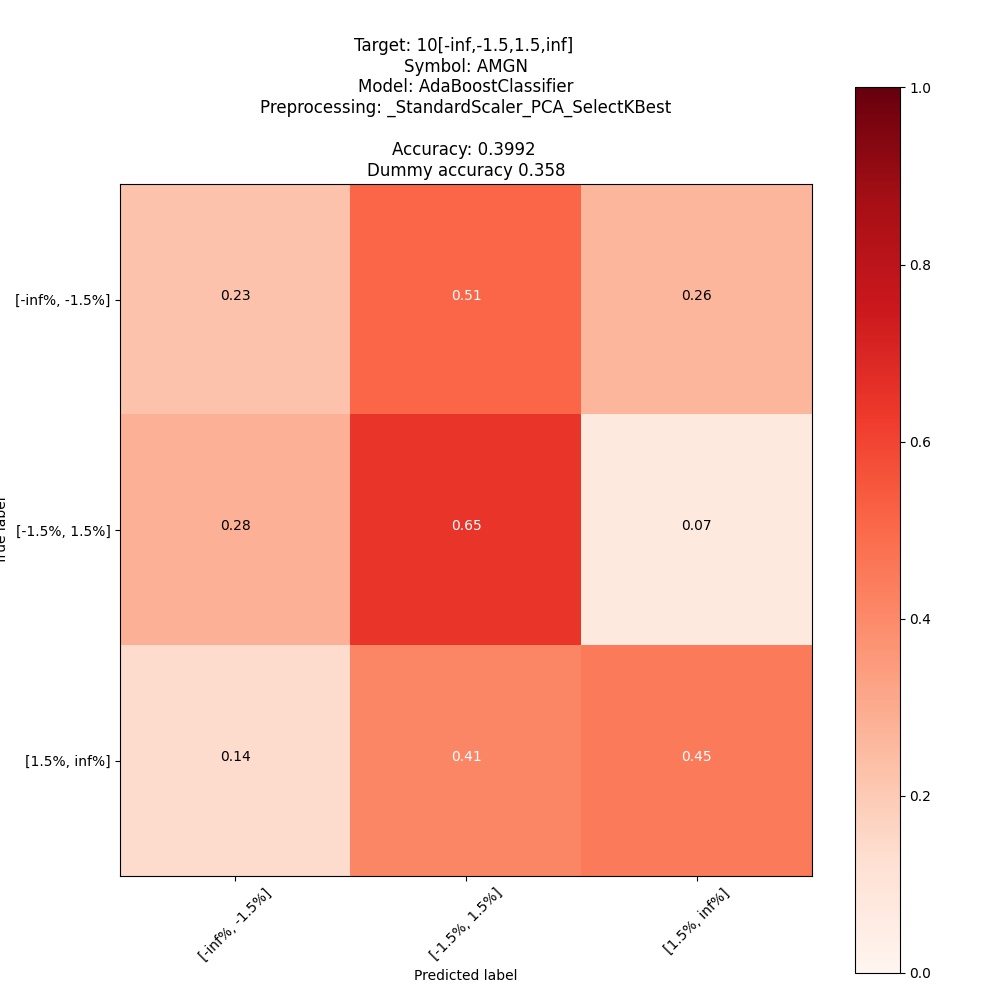 Target: 10[-inf,-1.5,1.5,inf]
Symbol: AMGN
Model: AdaBoostClassifier
Preprocessing: _StandardScaler_PCA_SelectKBest
Accuracy: 0.3992
Dummy accuracy 0.358
[-inf%, -1.5%]
0.23
0.51
0.26
[-1.5%, 1.5%]
0.28
0.65
0.07
[1.5%, inf%]
0.14
0.41
0.45
[-inf%, -1.5%]
[-1.5%, 1.5%]
[1.5%, inf%]
Predicted label
1.0
0.8
0.6
0.4
0.2
0.0